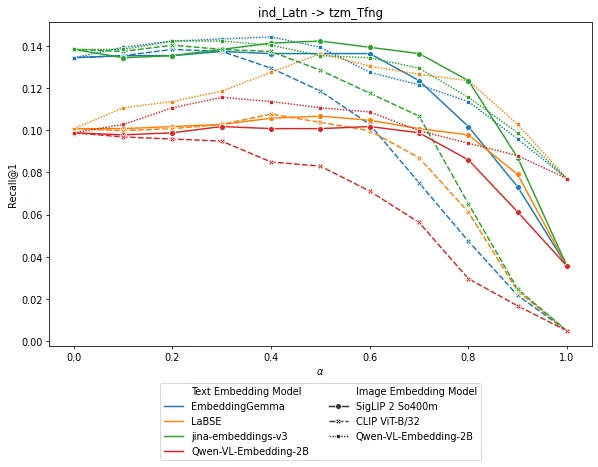 ind_Latn -> tzm_Tfng
Recall@1
0.14
0.12
0.10
0.08
0.06
0.04
0.02
0.00
0.0 0.2 0.4 0.6 0.8 1.0
α
Text Embedding Model
EmbeddingGemma
LaBSE
jina-embeddings-v3
Qwen-VL-Embedding-2B
Image Embedding Model
SigLIP 2 So400m
CLIP ViT-B/32
Qwen-VL-Embedding-2B